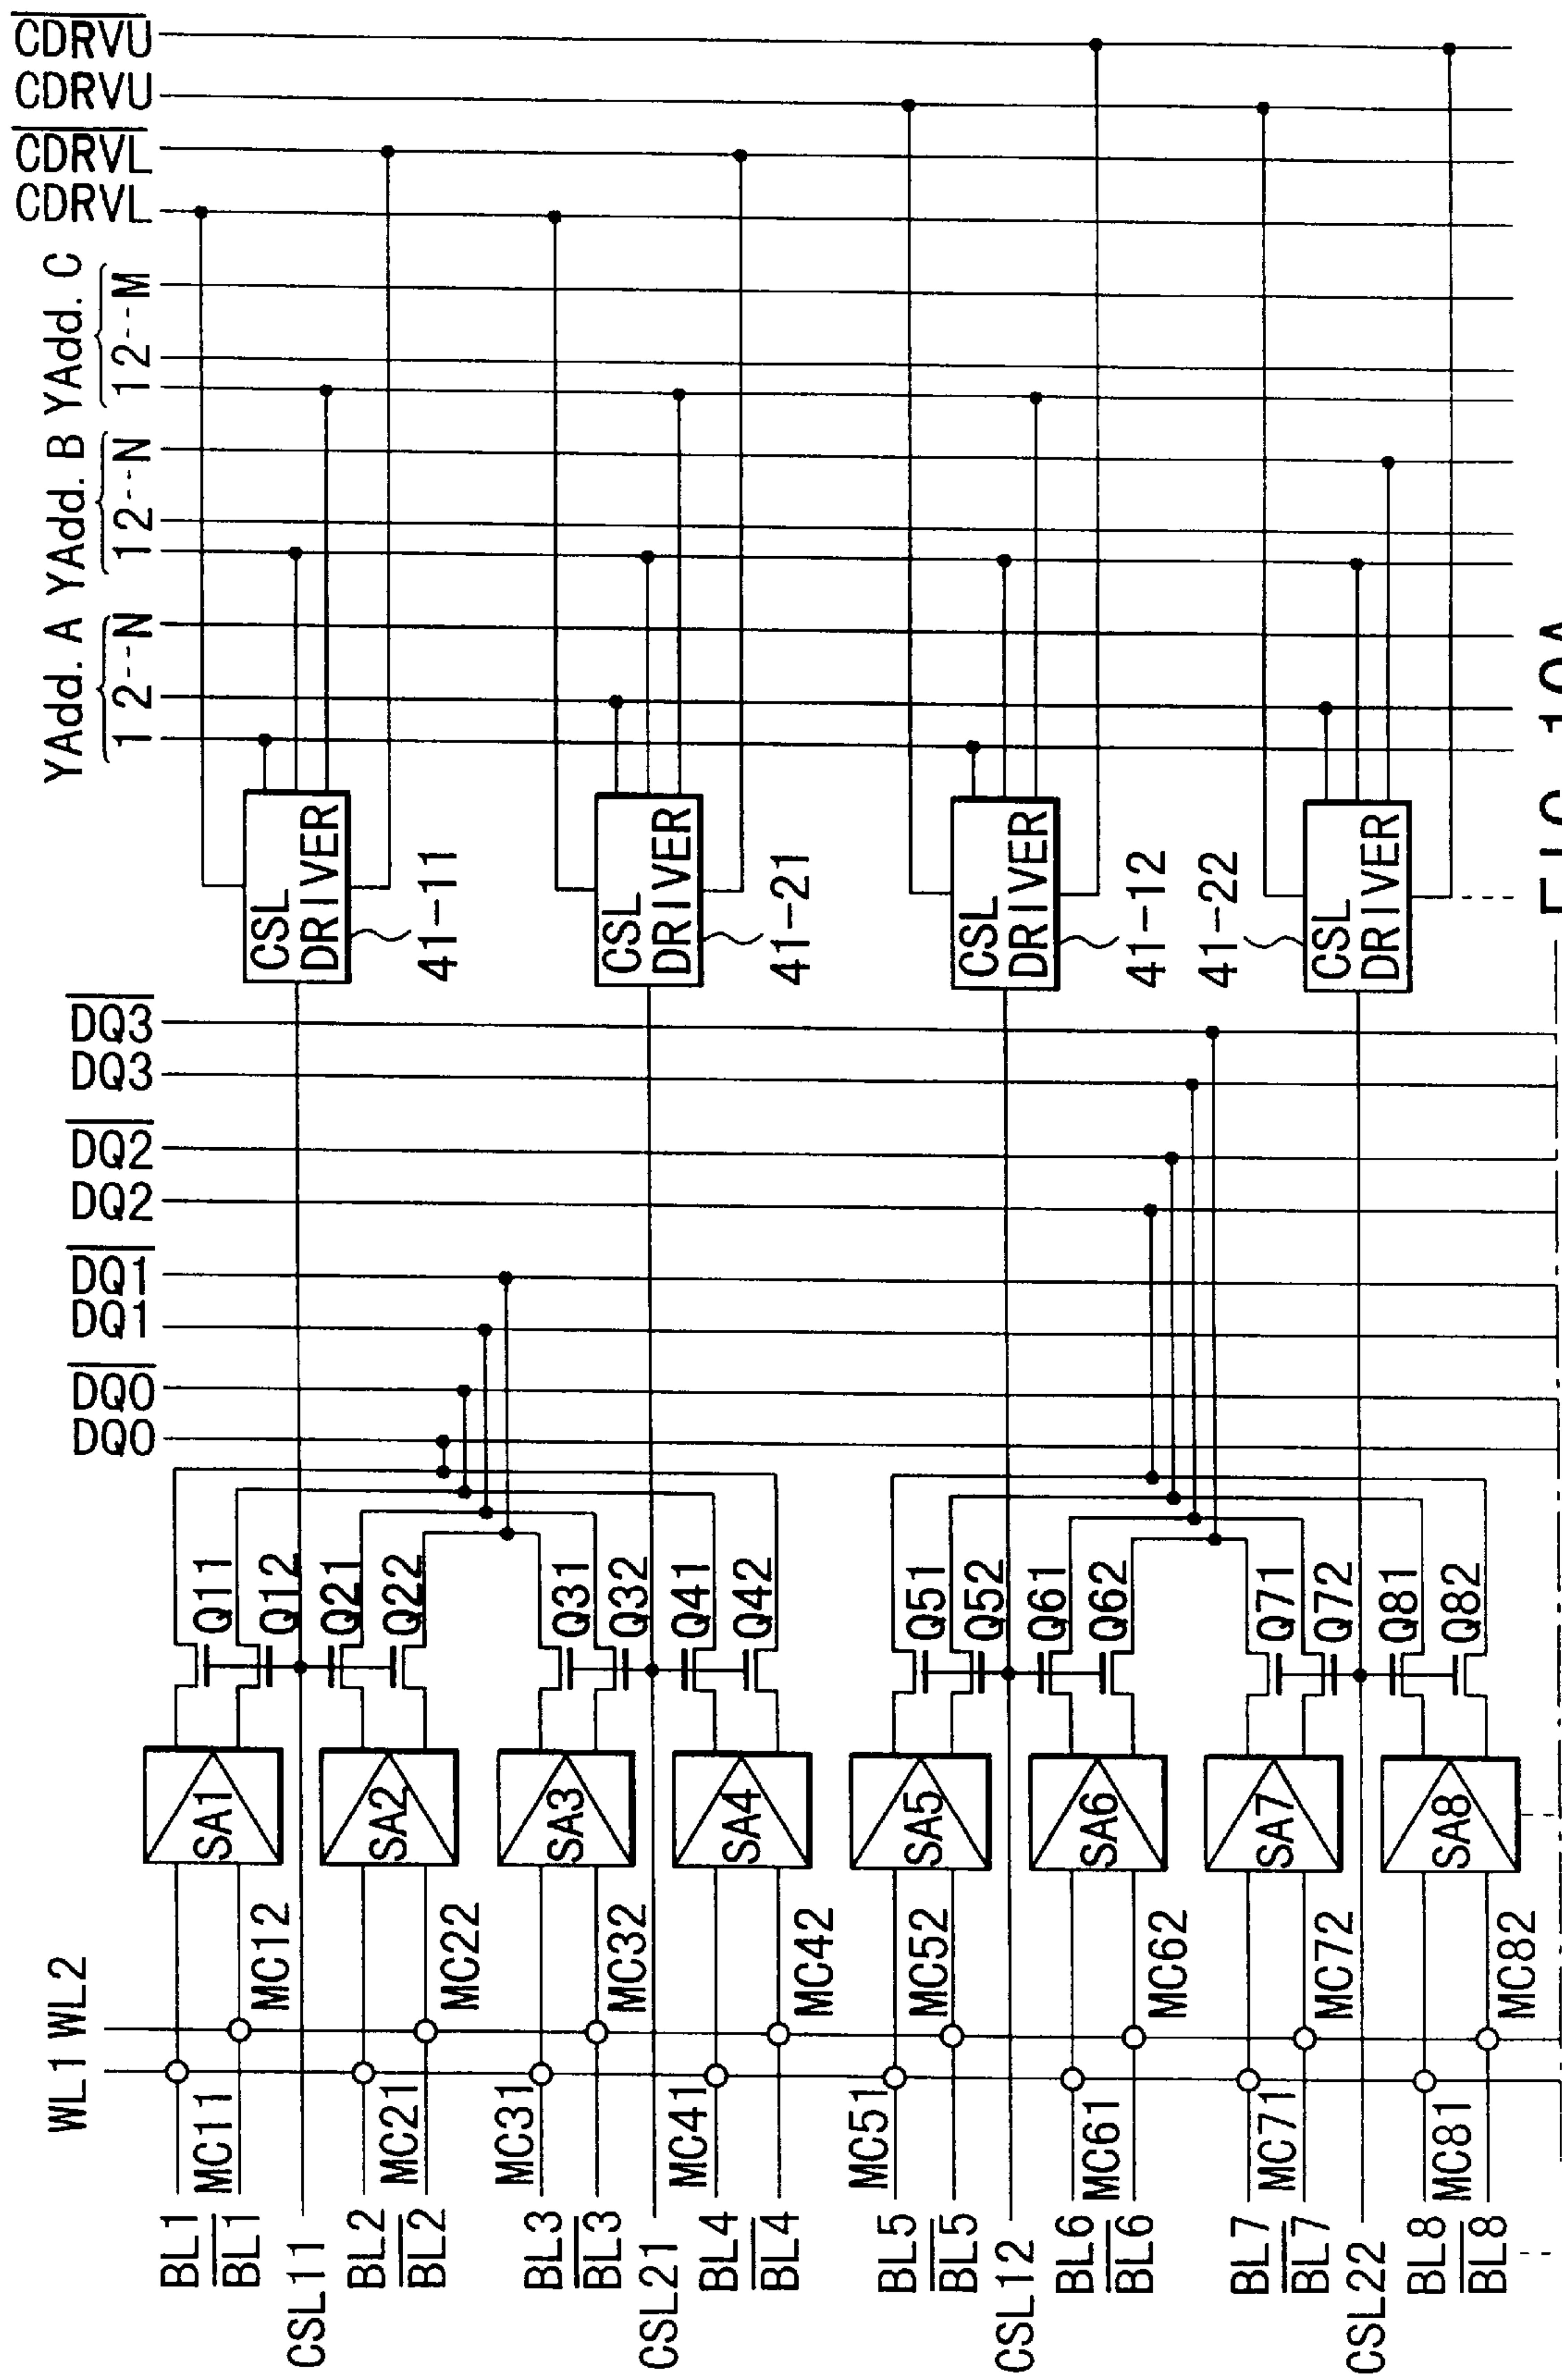 CDRVU
CDRVU
CDRVL
CDRVL
YAdd. C
1 2--M
YAdd. B
1 2--N
YAdd. A
1 2--N
CSL DRIVER
41-11
CSL DRIVER
41-21
CSL DRIVER
41-12
CSL DRIVER
41-22
DQ3
DQ3
DQ2
DQ2
DQ1
DQ1
DQ0
DQ0
Q11
Q12
Q21
Q22
Q31
Q32
Q41
Q42
Q51
Q52
Q61
Q62
Q71
Q72
Q81
Q82
SA1
SA2
SA3
SA4
SA5
SA6
SA7
SA8
WL2
WL1
MC12
MC22
MC32
MC42
MC52
MC62
MC72
MC82
MC11
MC21
MC31
MC41
MC51
MC61
MC71
MC81
BL1
BL1
CSL11
BL2
BL2
BL3
BL3
CSL21
BL4
BL4
BL5
BL5
CSL12
BL6
BL6
BL7
BL7
CSL22
BL8
BL8